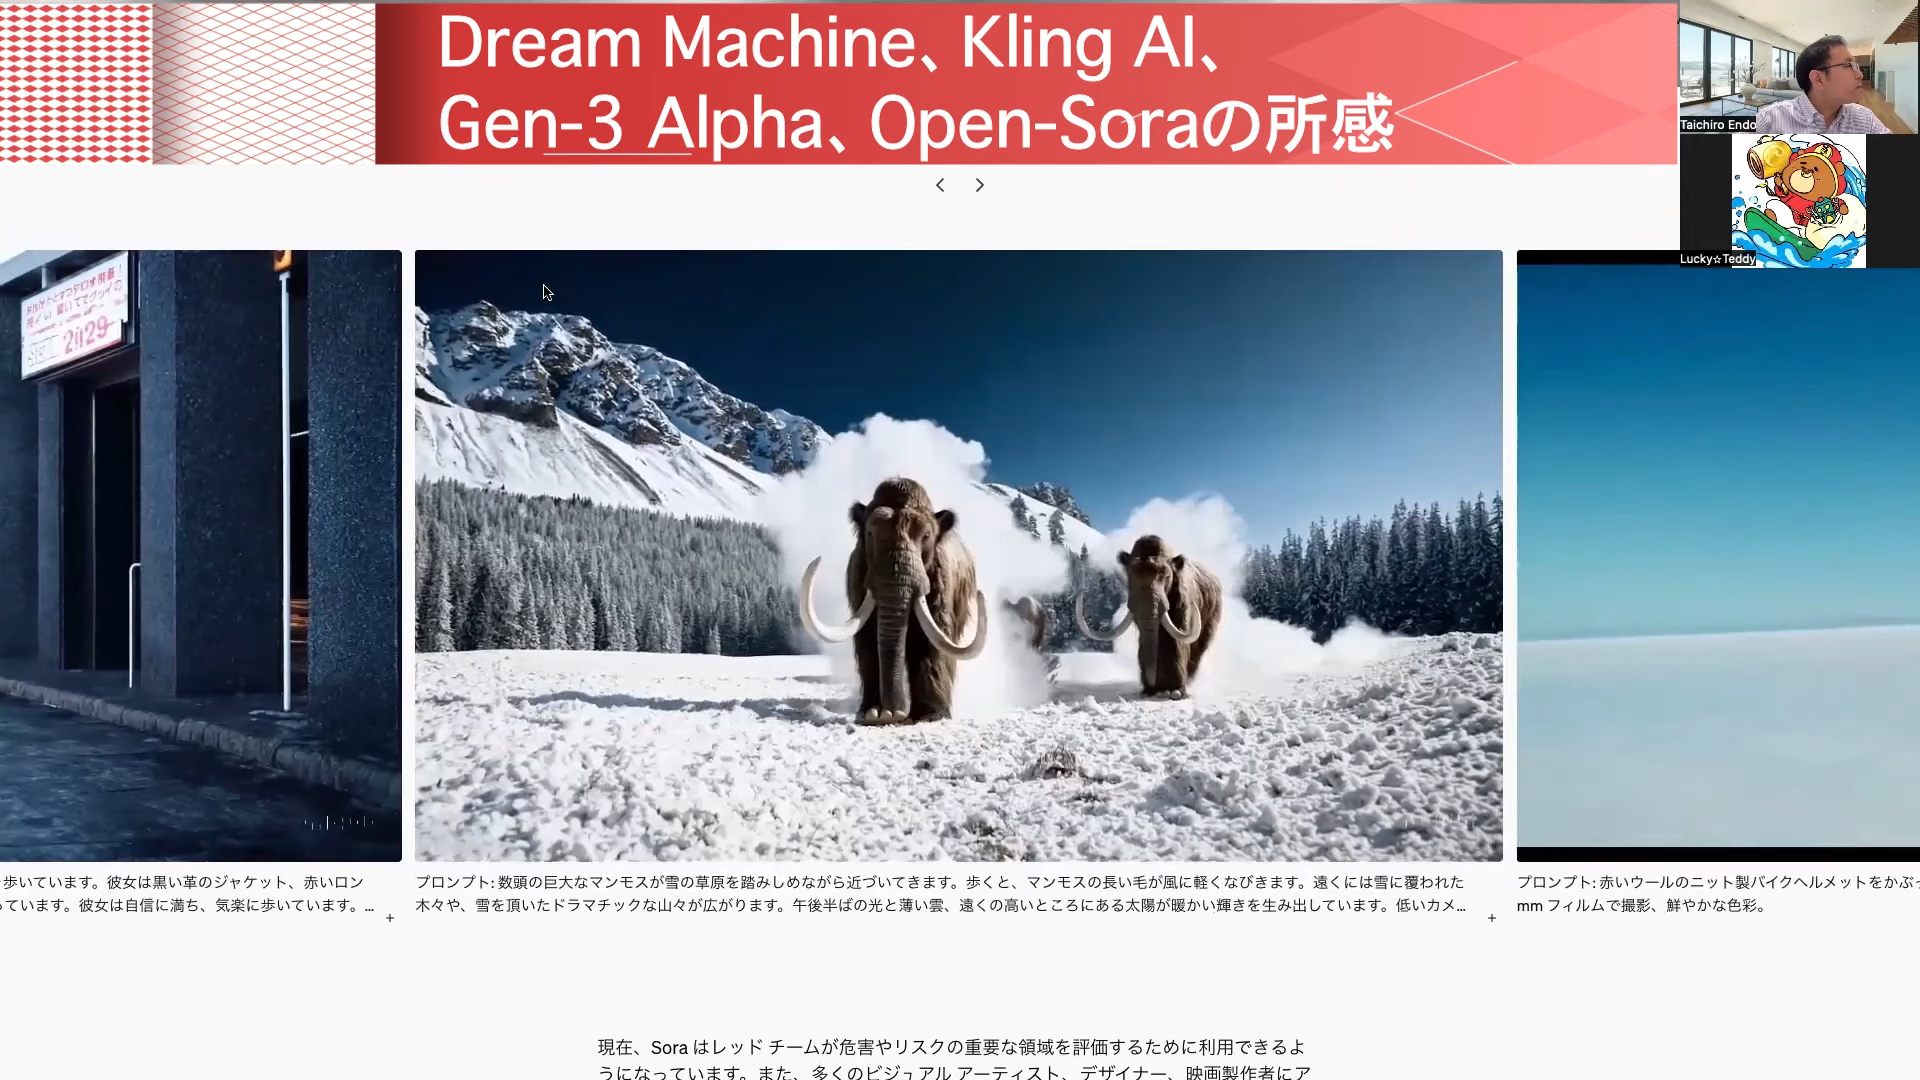 Dream Machine、Kling AI、
Gen-3 Alpha、Open-Soraの所感
Taichiro Endo
Lucky☆Teddy
2129
歩いています。彼女は黒い革のジャケット、赤いロン
っています。彼女は自信に満ち、気楽に歩いています。...
+
プロンプト: 数頭の巨大なマンモスが雪の草原を踏みしめながら近づいてきます。歩くと、マンモスの長い毛が風に軽くなびきます。遠くには雪に覆われた
木々や、雪を頂いたドラマチックな山々が広がります。午後半ばの光と薄い雲、遠くの高いところにある太陽が暖かい輝きを生み出しています。低いカメ...
+
プロンプト: 赤いウールのニット製バイクヘルメットをかぶっ
mm フィルムで撮影、鮮やかな色彩。
現在、Sora はレッド チームが危害やリスクの重要な領域を評価するために利用できるよ
うになっています。また、多くのビジュアル アーティスト、デザイナー、映画製作者にア